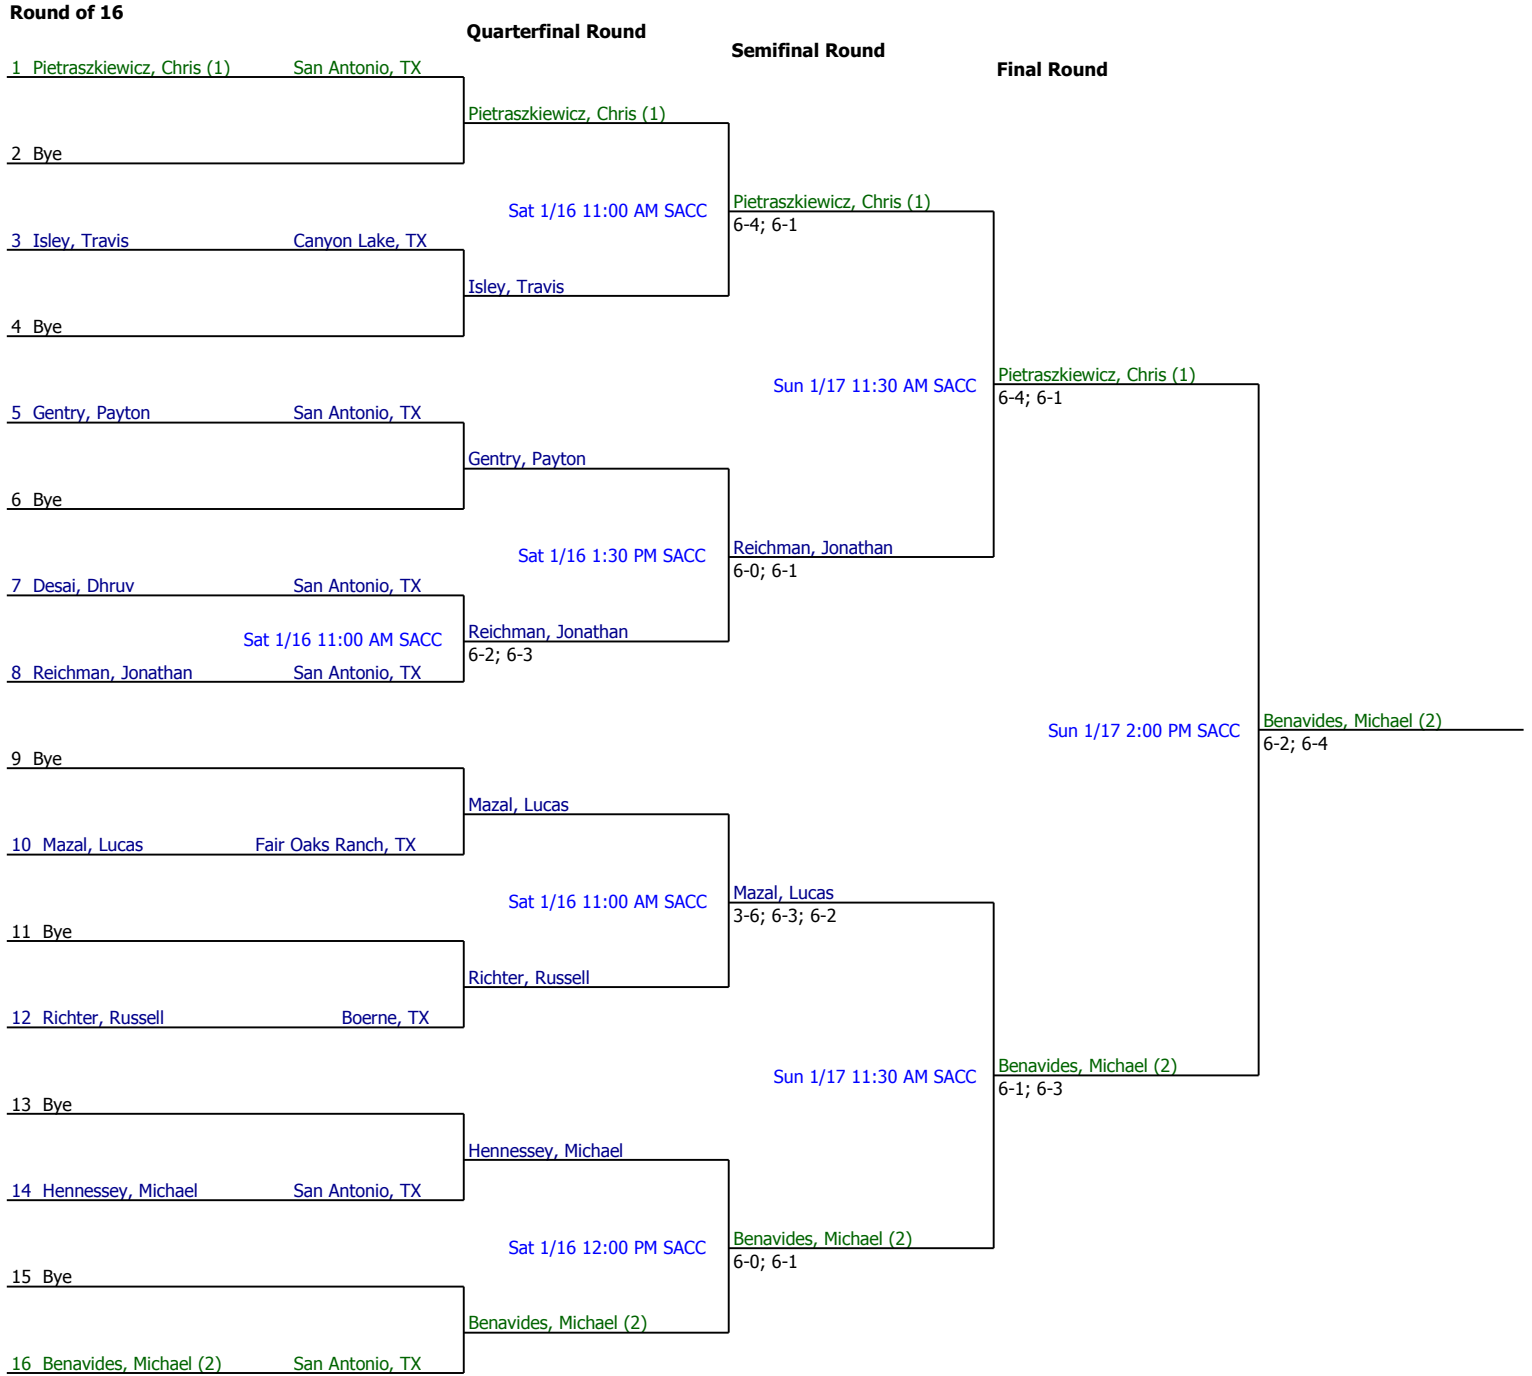 Round of 16
Quarterfinal Round
Semifinal Round
Final Round
1 Pietraszkiewicz, Chris (1) San Antonio, TX
Pietraszkiewicz, Chris (1)
2 Bye
Sat 1/16 11:00 AM SACC
Pietraszkiewicz, Chris (1)
6-4; 6-1
3 Isley, Travis Canyon Lake, TX
Isley, Travis
4 Bye
Sun 1/17 11:30 AM SACC
Pietraszkiewicz, Chris (1)
6-4; 6-1
5 Gentry, Payton San Antonio, TX
Gentry, Payton
6 Bye
Sat 1/16 1:30 PM SACC
Reichman, Jonathan
6-0; 6-1
7 Desai, Dhruv San Antonio, TX
Sat 1/16 11:00 AM SACC
Reichman, Jonathan
6-2; 6-3
8 Reichman, Jonathan San Antonio, TX
Sun 1/17 2:00 PM SACC
Benavides, Michael (2)
6-2; 6-4
9 Bye
Mazal, Lucas
10 Mazal, Lucas Fair Oaks Ranch, TX
Sat 1/16 11:00 AM SACC
Mazal, Lucas
3-6; 6-3; 6-2
11 Bye
Richter, Russell
12 Richter, Russell Boerne, TX
Sun 1/17 11:30 AM SACC
Benavides, Michael (2)
6-1; 6-3
13 Bye
Hennessey, Michael
14 Hennessey, Michael San Antonio, TX
Sat 1/16 12:00 PM SACC
Benavides, Michael (2)
6-0; 6-1
15 Bye
Benavides, Michael (2)
16 Benavides, Michael (2) San Antonio, TX